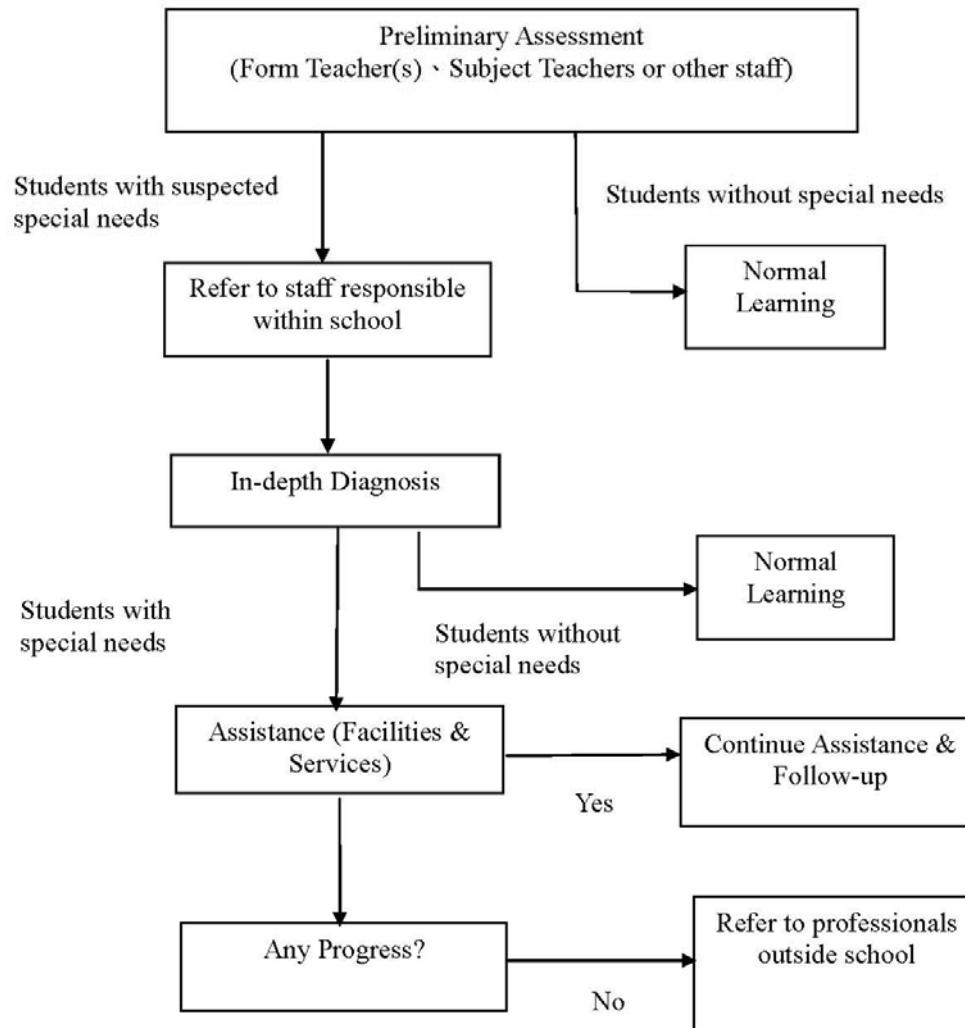 Preliminary Assessment
(Form Teacher(s)、Subject Teachers or other staff)
Students with suspected
special needs
Students without special needs
Refer to staff responsible
within school
Normal
Learning
In-depth Diagnosis
Students with
special needs
Students without
special needs
Normal
Learning
Assistance (Facilities &
Services)
Yes
Continue Assistance &
Follow-up
Any Progress?
No
Refer to professionals
outside school